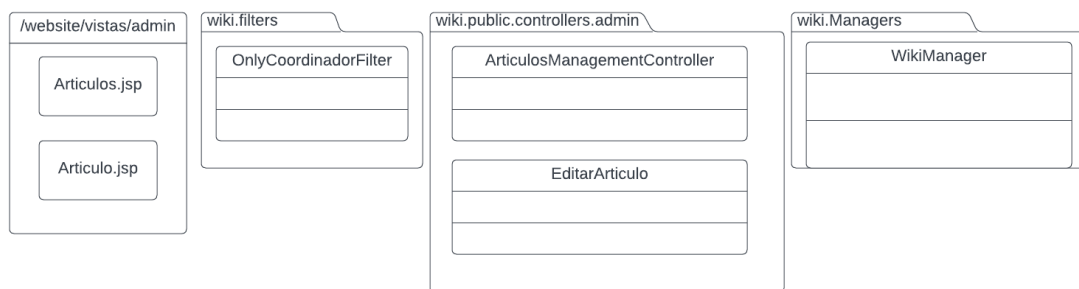 /website/vistas/admin
Articulos.jsp
Articulo.jsp
wiki.filters
OnlyCoordinadorFilter
wiki.public.controllers.admin
ArticulosManagementController
EditarArticulo
wiki.Managers
WikiManager